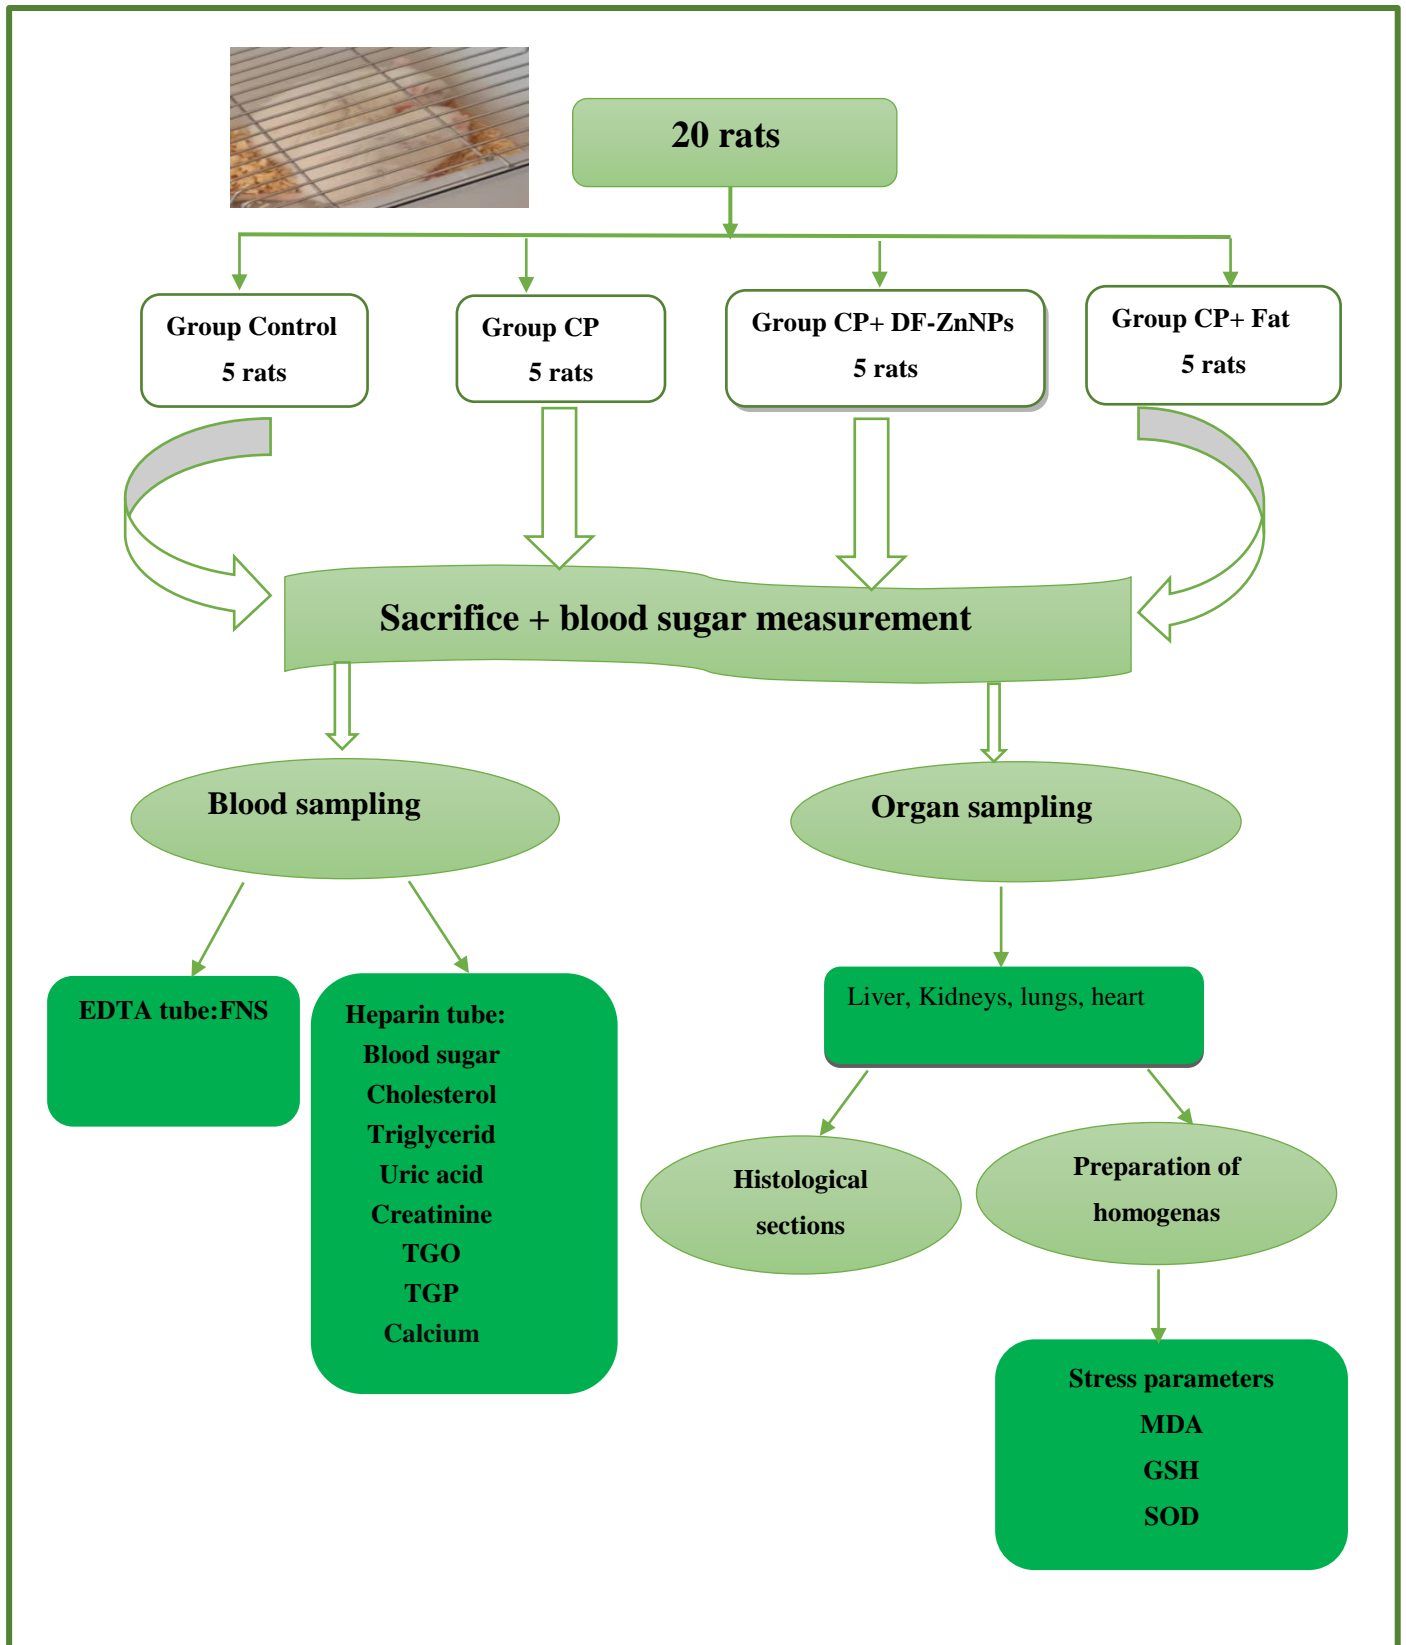 20 rats
Group Control
5 rats
Group CP
5 rats
Group CP+ DF-ZnNPs
5 rats
Group CP+ Fat
5 rats
Sacrifice + blood sugar measurement
Blood sampling
Organ sampling
EDTA tube:FNS
Heparin tube:
Blood sugar
Cholesterol
Triglycerid
Uric acid
Creatinine
TGO
TGP
Calcium
Liver, Kidneys, lungs, heart
Histological
sections
Preparation of
homogenas
Stress parameters
MDA
GSH
SOD